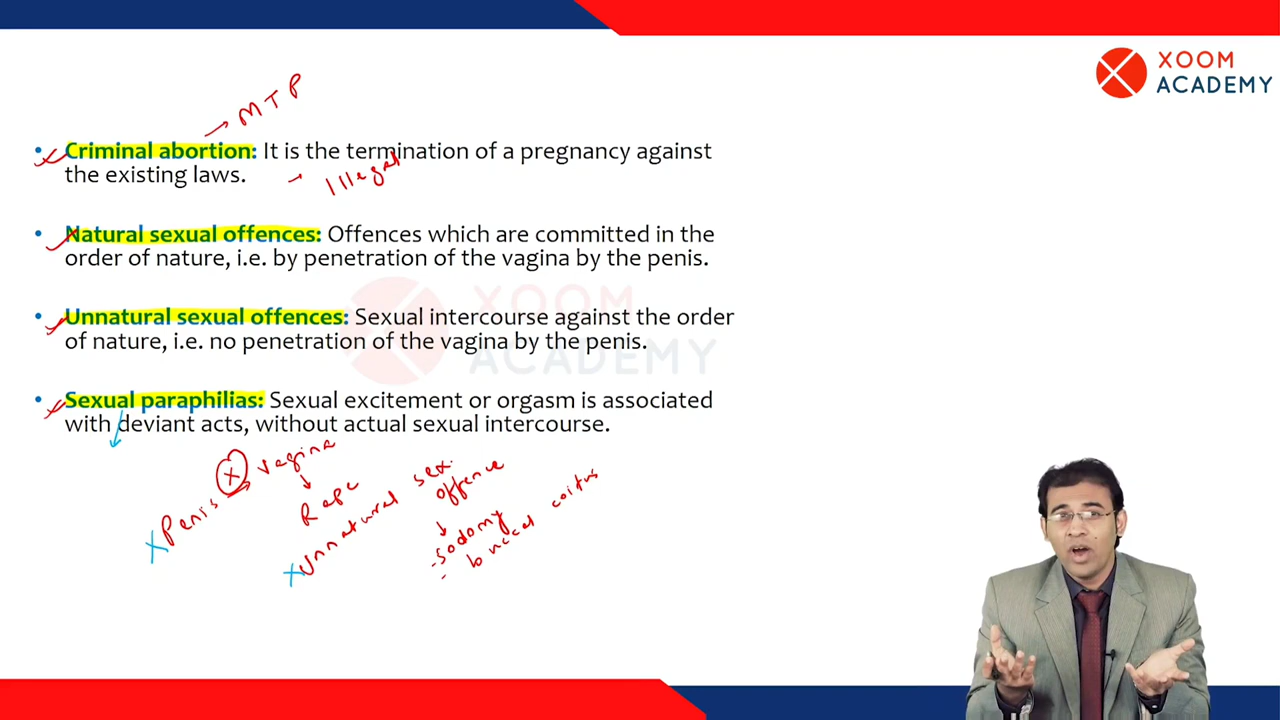 XOOM
ACADEMY
→ MTP
• Criminal abortion: It is the termination of a pregnancy against
the existing laws.
- Illegal
• Natural sexual offences: Offences which are committed in the
order of nature, i.e. by penetration of the vagina by the penis.
XOOM
ACADEMY
• Unnatural sexual offences: Sexual intercourse against the order
of nature, i.e. no penetration of the vagina by the penis.
• Sexual paraphilias: Sexual excitement or orgasm is associated
with deviant acts, without actual sexual intercourse.
X Penis X → vagina
↓
Rape
X Unnatural sex. offence
↓
- sodomy
- buccal coitus